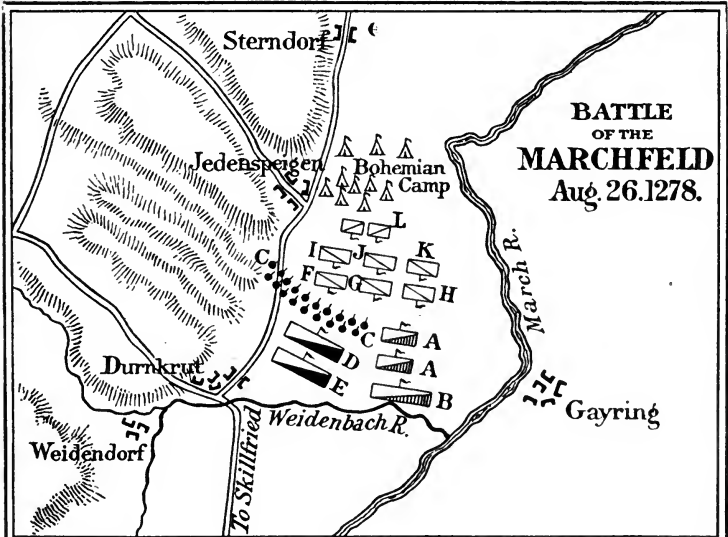 Sterndorf
BATTLE
OF THE
MARCHFELD
Aug. 26.1278.
Jedenspeigen
Bohemian
Camp
L
I
J
K
C
F
G
H
C
A
A
D
E
B
March R.
Durnkrut
Weidenbach R.
Gayring
Weidendorf
To Skillfried